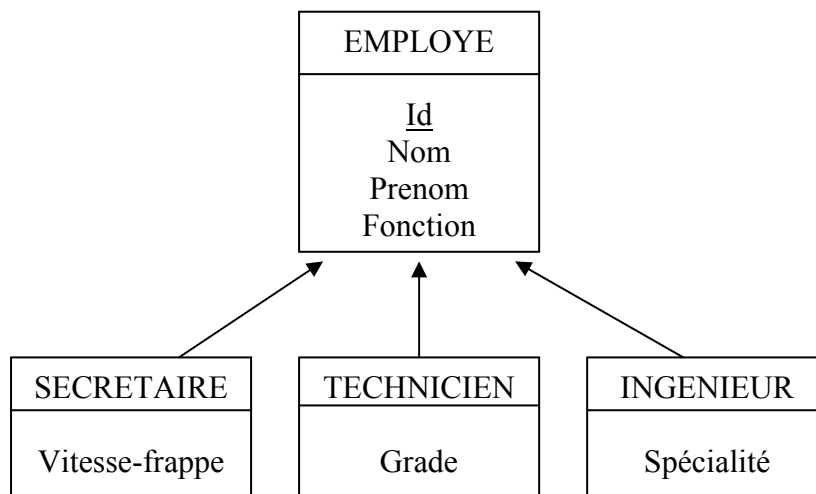 EMPLOYE
Id
Nom
Prenom
Fonction
SECRETAIRE
Vitesse-frappe
TECHNICIEN
Grade
INGENIEUR
Spécialité